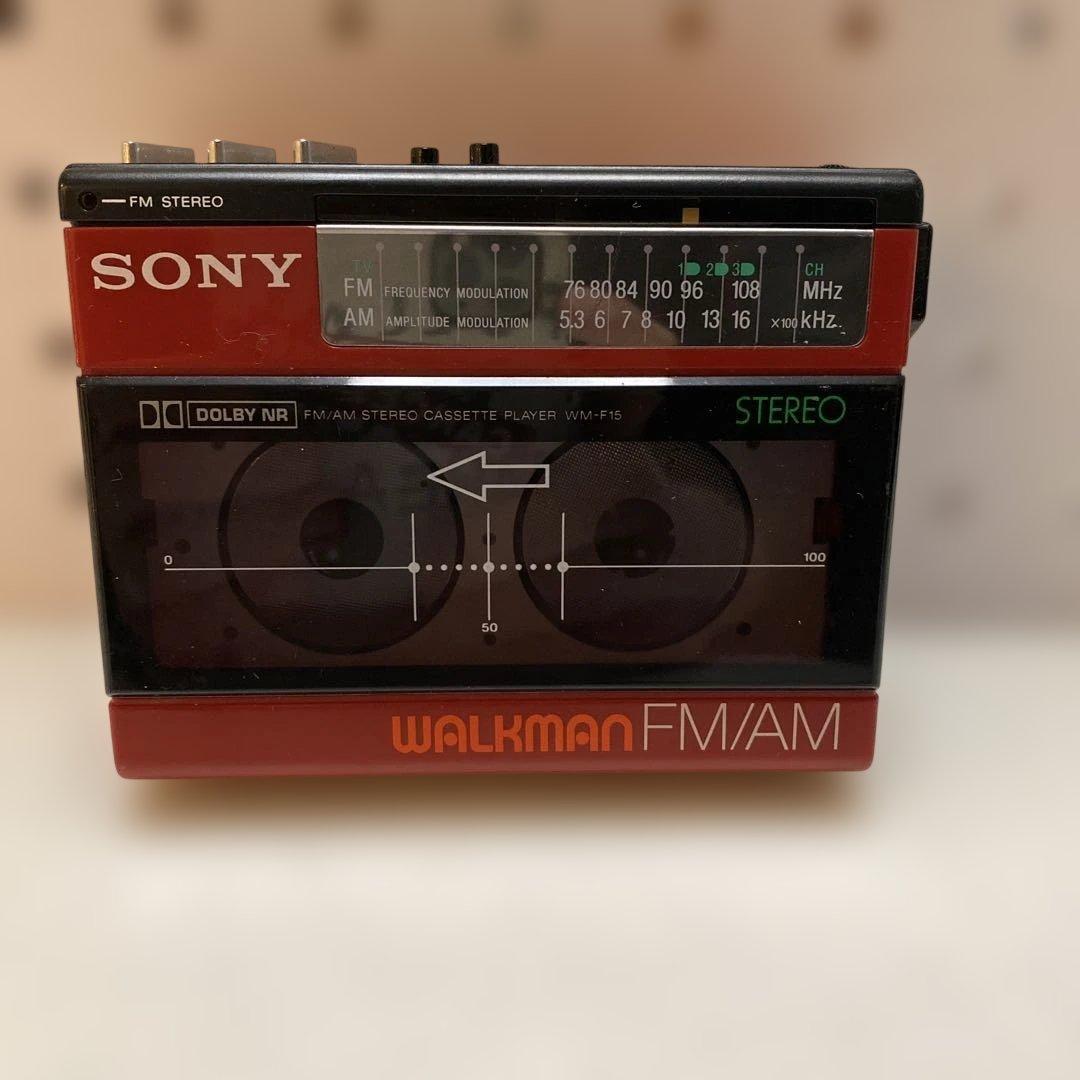 FM STEREO
SONY
TV 1 2 3 CH
FM FREQUENCY MODULATION 76 80 84 90 96 108 MHz
AM AMPLITUDE MODULATION 5.3 6 7 8 10 13 16 ×100 kHz
DOLBY NR FM/AM STEREO CASSETTE PLAYER WM-F15 STEREO
0 100
50
WALKMAN FM/AM